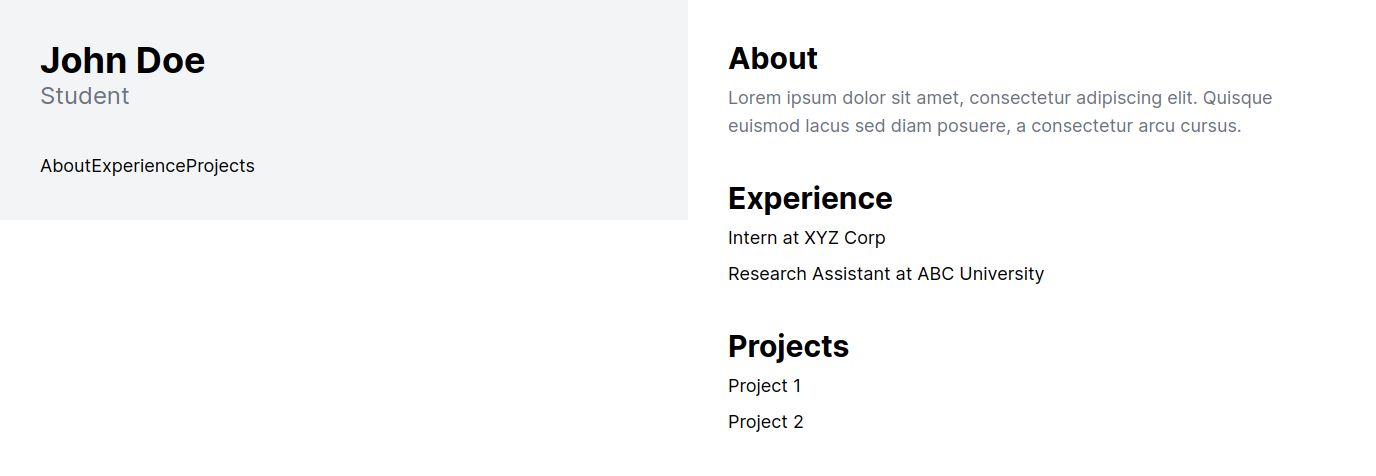 John Doe
Student
AboutExperienceProjects
About
Lorem ipsum dolor sit amet, consectetur adipiscing elit. Quisque
euismod lacus sed diam posuere, a consectetur arcu cursus.
Experience
Intern at XYZ Corp
Research Assistant at ABC University
Projects
Project 1
Project 2